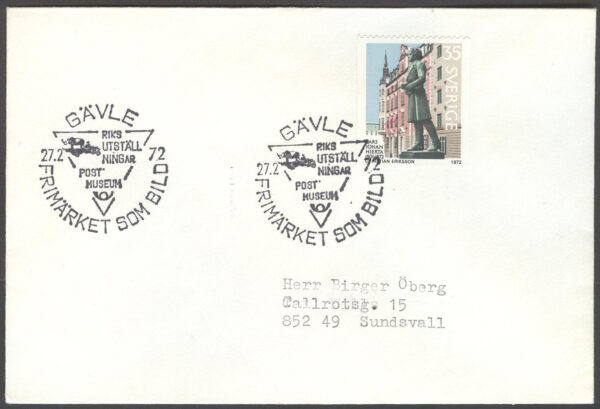 35
SVERIGE
LARS
JOHAN
HIERTA
1972
GÄVLE
RIKS
UTSTÄLL
NINGAR
27.2
72
POST
MUSEUM
FRIMÄRKET SOM BILD
GÄVLE
RIKS
UTSTÄLL
NINGAR
27.2
72
POST
MUSEUM
FRIMÄRKET SOM BILD
Herr Birger Öberg
Tallrotsg. 15
852 49 Sundsvall